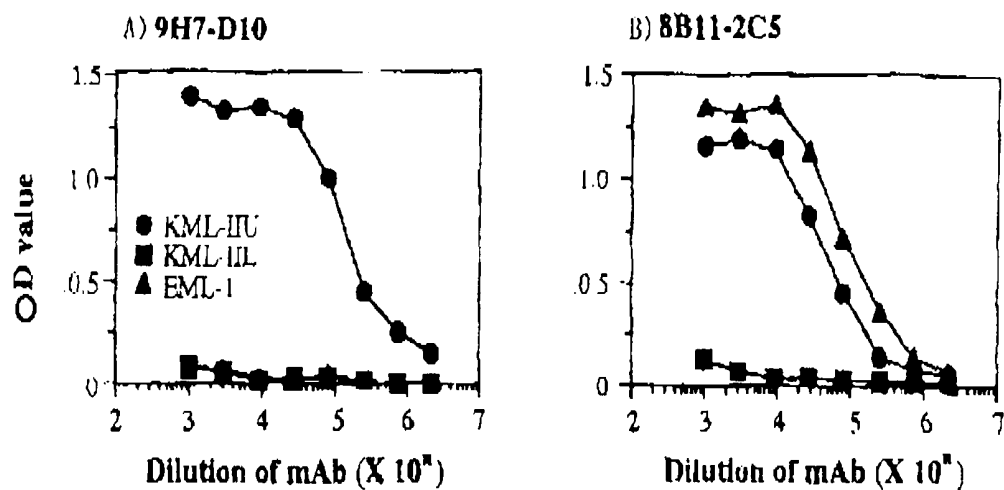 A) 9H7-D10
B) 8B11-2C5
1.5
1.0
0.5
0
OD value
KML-IIU
KML-IIL
EML-1
2 3 4 5 6 7
Dilution of mAb (X 10ⁿ)
1.5
1.0
0.5
0
2 3 4 5 6 7
Dilution of mAb (X 10ⁿ)